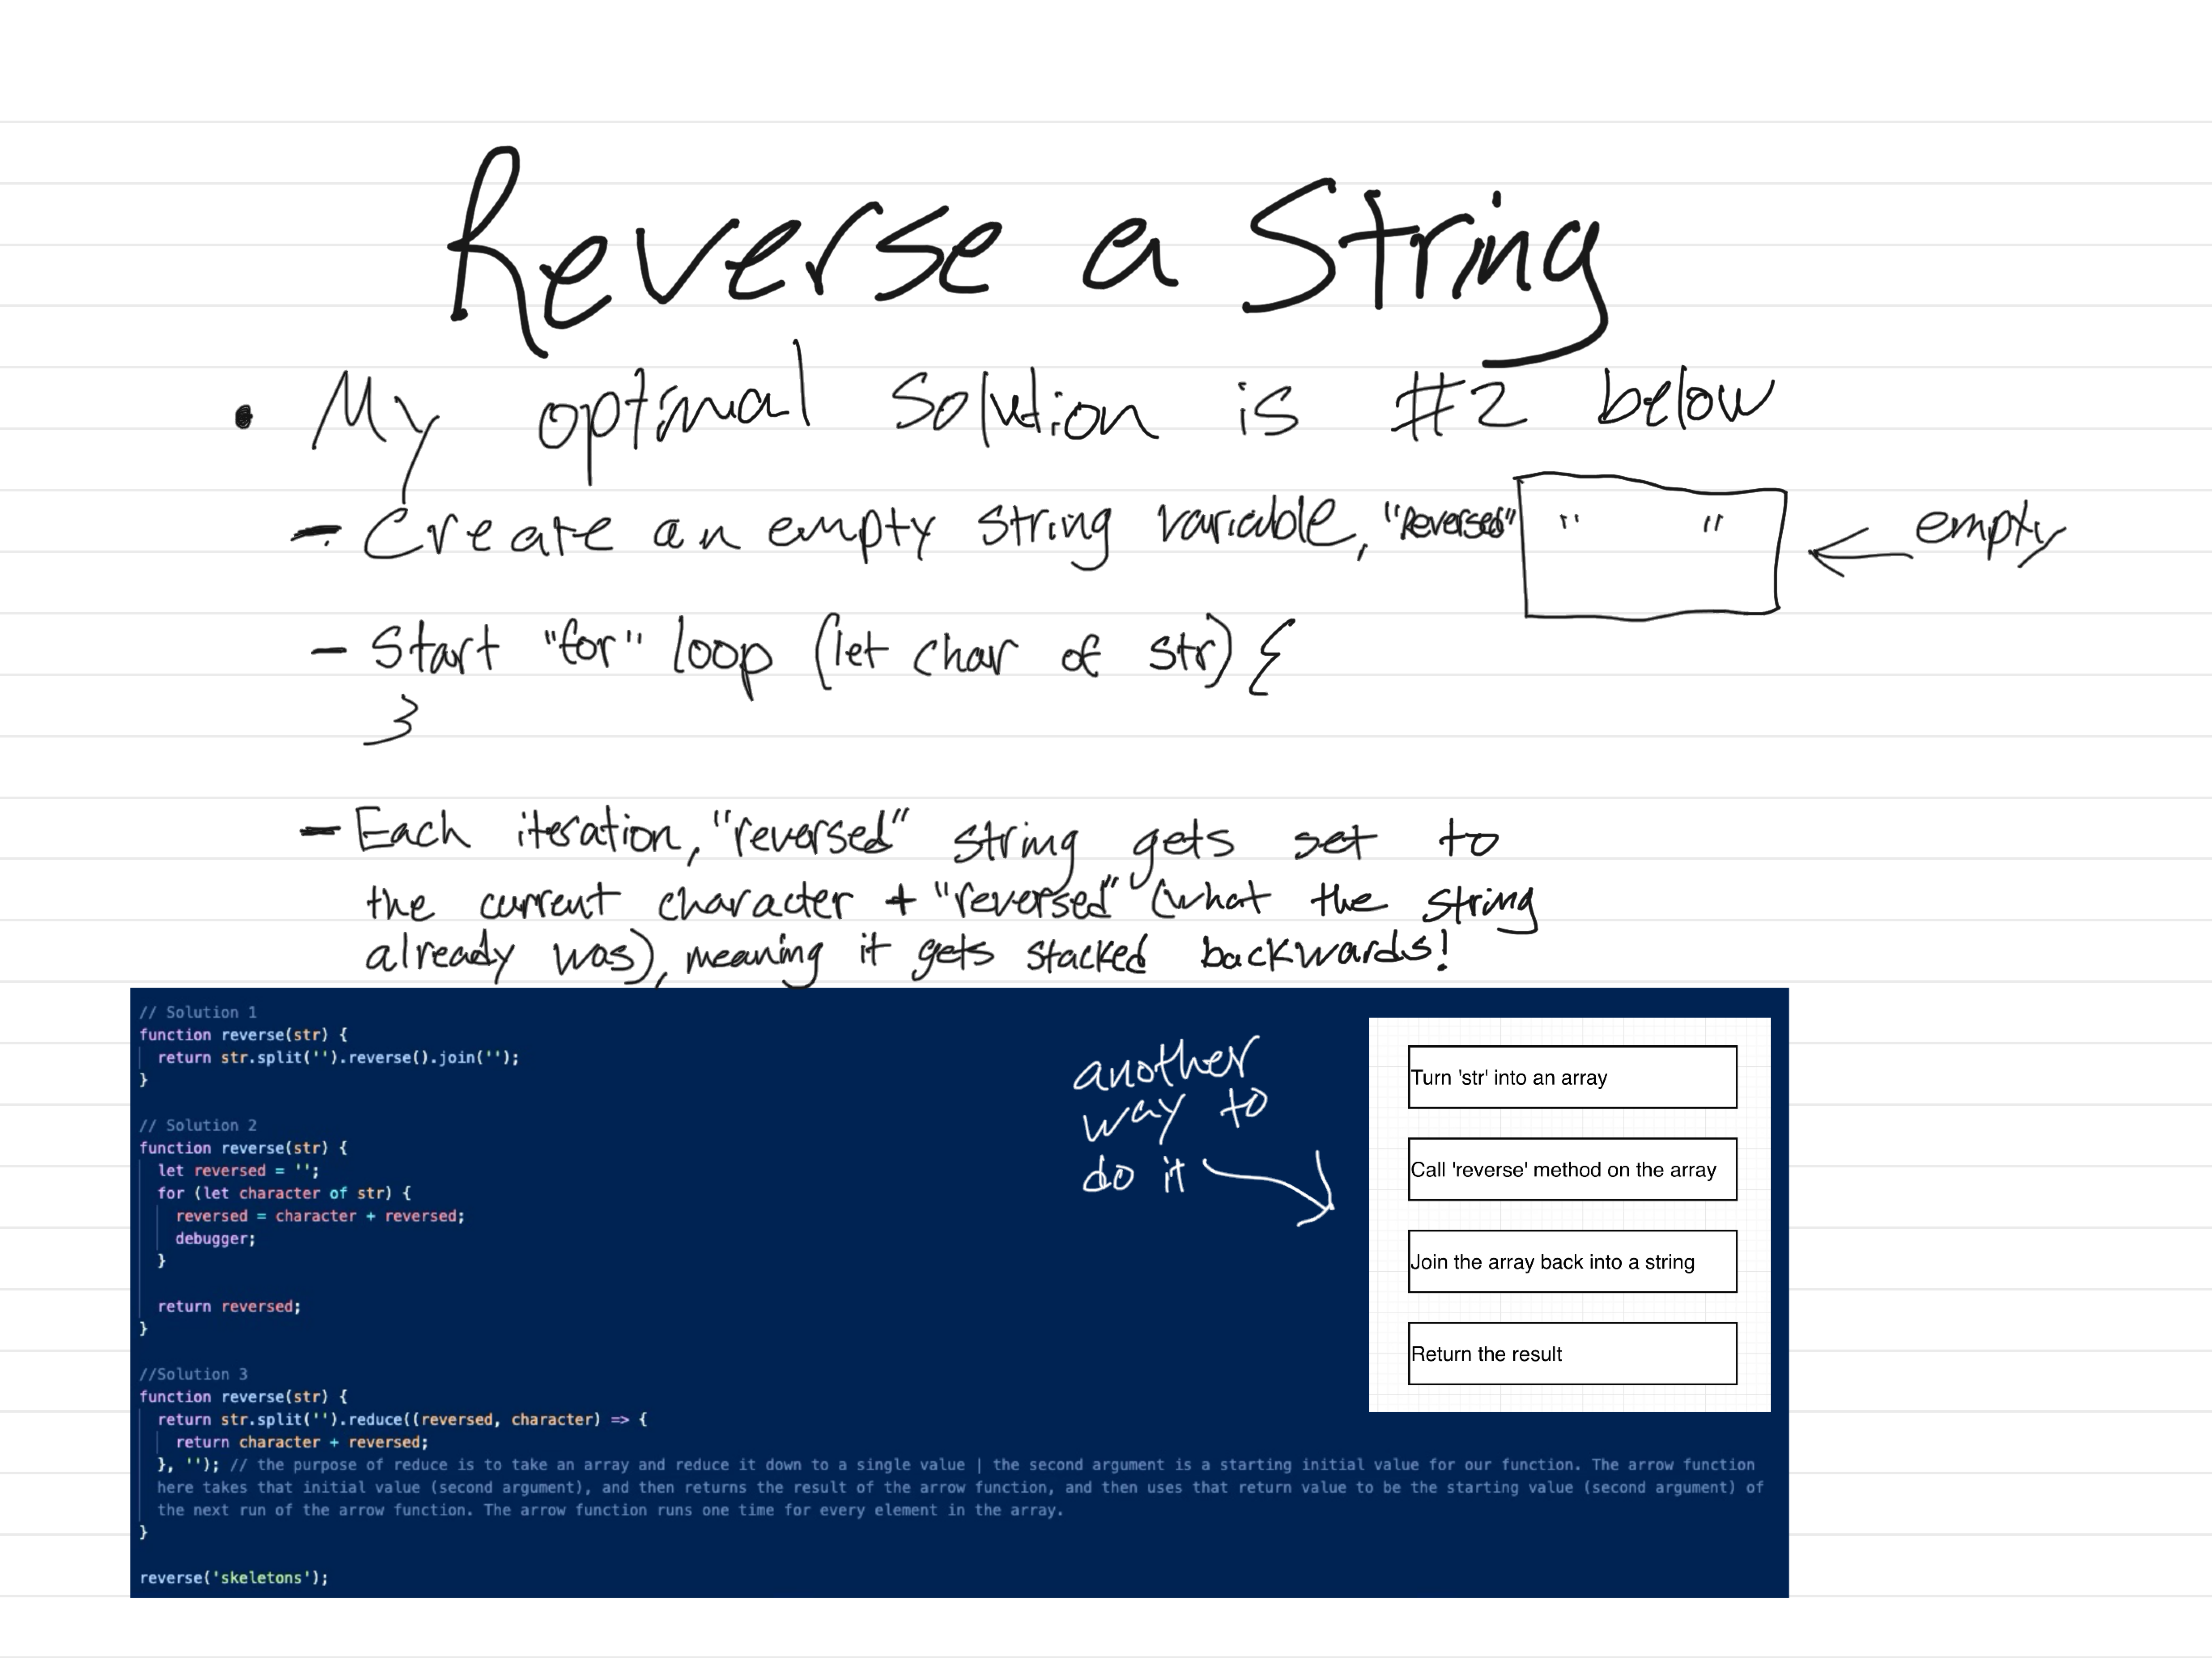 Reverse a String
• My optimal solution is #2 below
- Create an empty string variable, "Reversed" " " ← empty
- Start "for" loop (let char of str) {
}
- Each iteration, "reversed" string gets set to
the current character + "reversed" (what the string
already was), meaning it gets stacked backwards!
// Solution 1
function reverse(str) {
  return str.split('').reverse().join('');
}
// Solution 2
function reverse(str) {
  let reversed = '';
  for (let character of str) {
    reversed = character + reversed;
    debugger;
  }
  return reversed;
}
//Solution 3
function reverse(str) {
  return str.split('').reduce((reversed, character) => {
    return character + reversed;
  }, ''); // the purpose of reduce is to take an array and reduce it down to a single value | the second argument is a starting initial value for our function. The arrow function
  here takes that initial value (second argument), and then returns the result of the arrow function, and then uses that return value to be the starting value (second argument) of
  the next run of the arrow function. The arrow function runs one time for every element in the array.
}
reverse('skeletons');
another
way to
do it
Turn 'str' into an array
Call 'reverse' method on the array
Join the array back into a string
Return the result